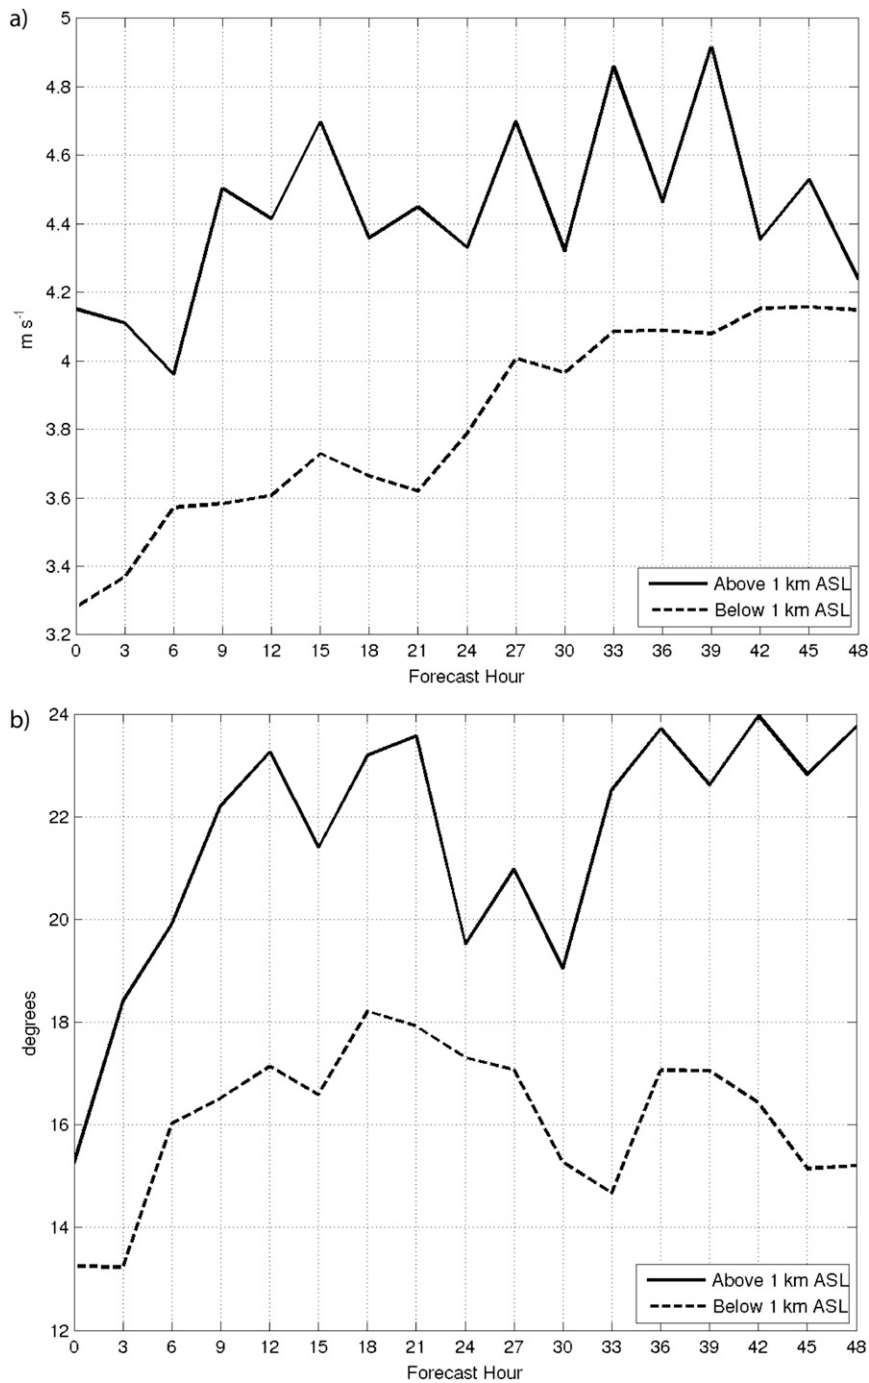 a)
5
4.8
4.6
4.4
4.2
4
3.8
3.6
3.4
3.2
m s⁻¹
0 3 6 9 12 15 18 21 24 27 30 33 36 39 42 45 48
Forecast Hour
Above 1 km ASL
Below 1 km ASL
b)
24
22
20
18
16
14
12
degrees
0 3 6 9 12 15 18 21 24 27 30 33 36 39 42 45 48
Forecast Hour
Above 1 km ASL
Below 1 km ASL